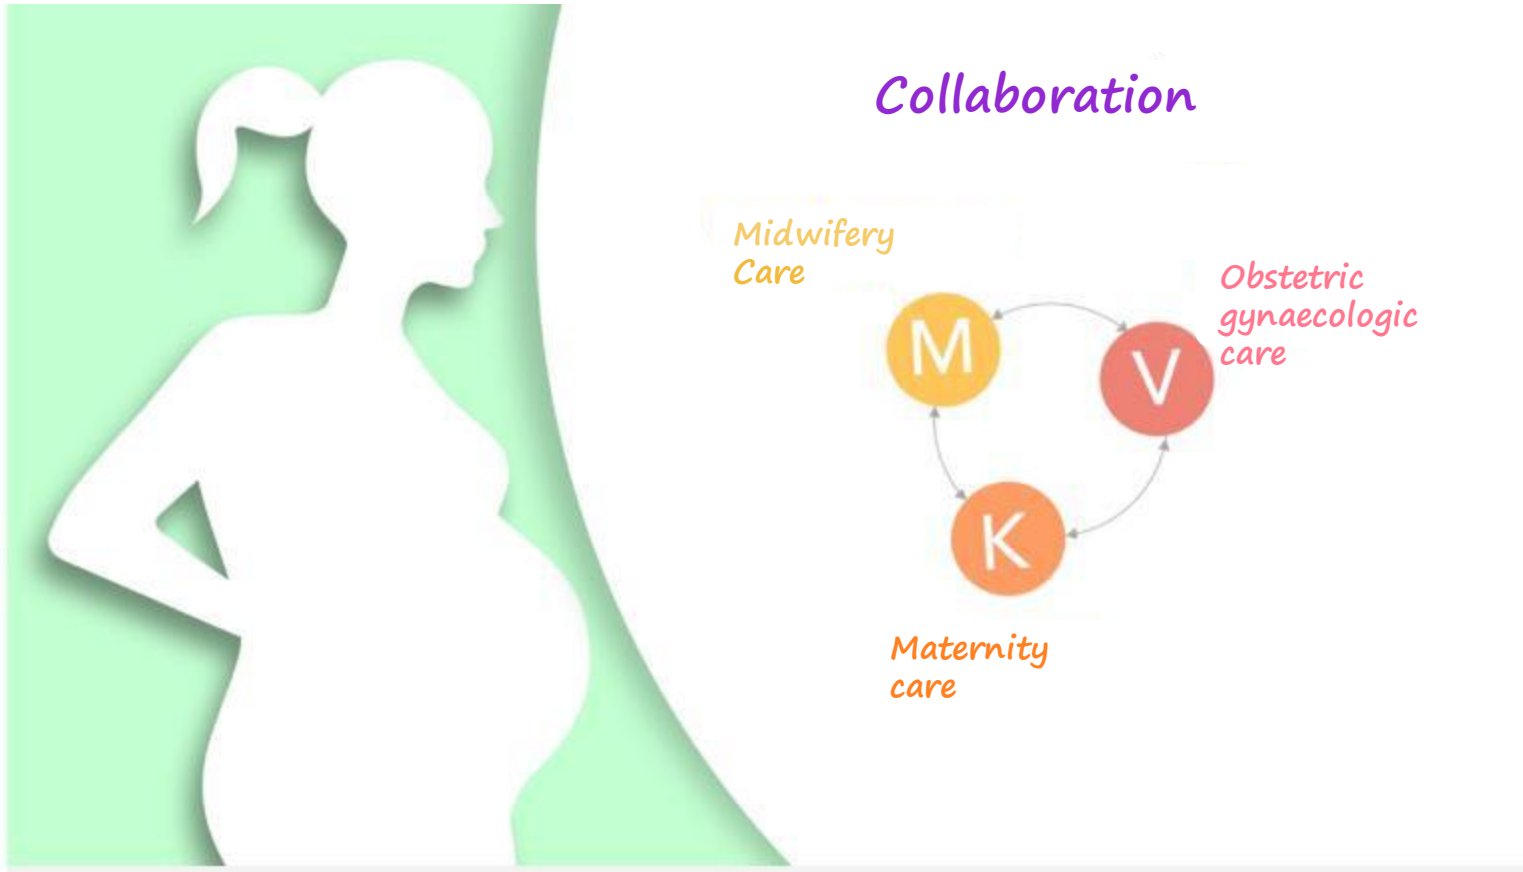 Collaboration
Midwifery
Care
Obstetric
gynaecologic
care
M
V
K
Maternity
care